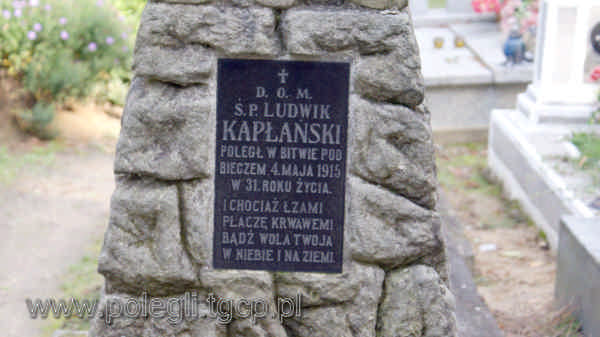 D. O. M.
Ś.P. LUDWIK
KAPŁAŃSKI
POLEGŁ W BITWIE POD
BIECZEM 4. MAJA 1915
W 31. ROKU ŻYCIA.
I CHOCIAŻ ŁZAMI
PŁACZĘ KRWAWEMI
BĄDŹ WOLA TWOJA
W NIEBIE I NA ZIEMI.
www.polegli.tgcp.pl